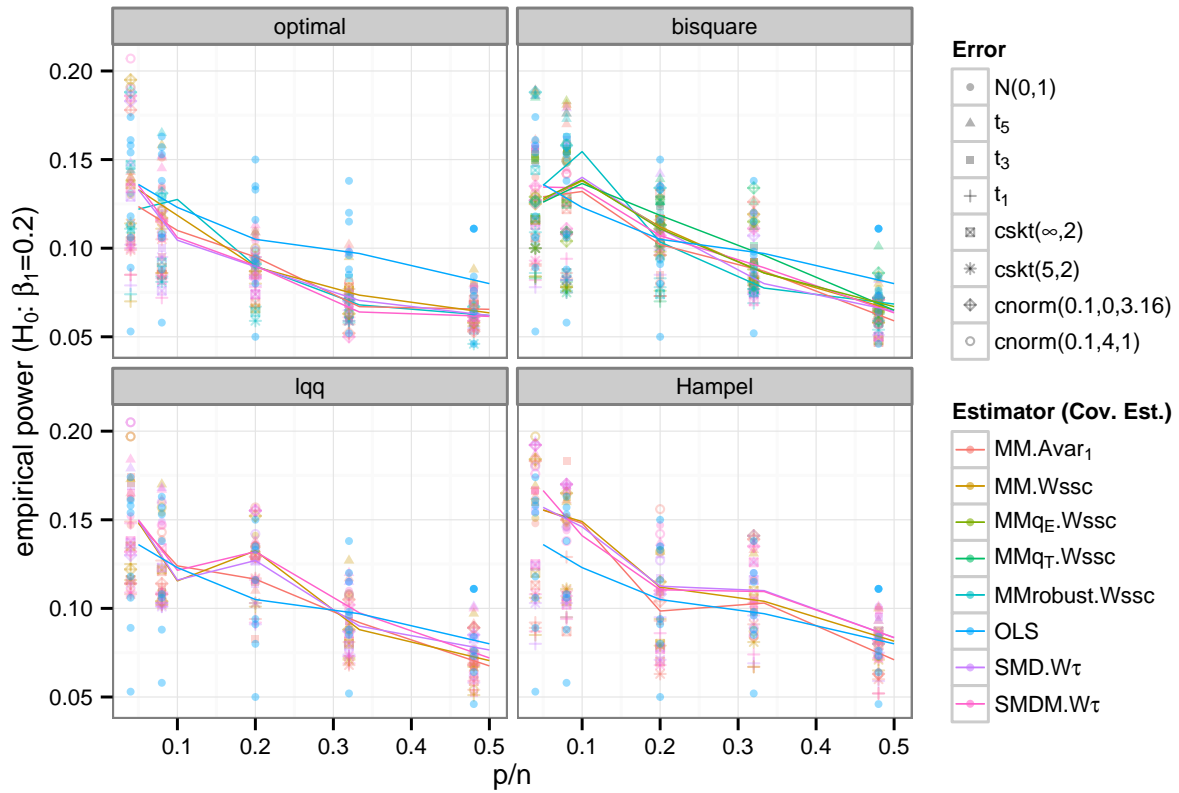 optimal
bisquare
0.20
0.15
0.10
0.05
lqq
Hampel
0.20
0.15
0.10
0.05
0.1 0.2 0.3 0.4 0.5
0.1 0.2 0.3 0.4 0.5
p/n
empirical power (H₀: β₁=0.2)
Error
N(0,1)
t₅
t₃
t₁
cskt(∞,2)
cskt(5,2)
cnorm(0.1,0,3.16)
cnorm(0.1,4,1)
Estimator (Cov. Est.)
MM.Avar₁
MM.Wssc
MMqE.Wssc
MMqT.Wssc
MMrobust.Wssc
OLS
SMD.Wτ
SMDM.Wτ